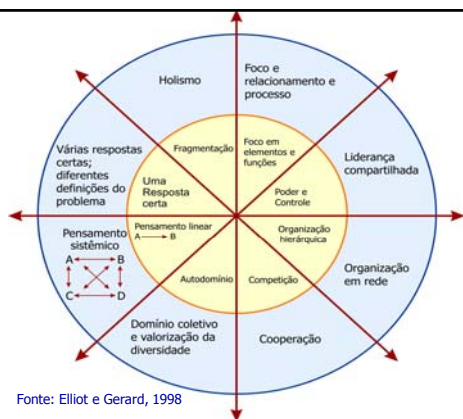 Holismo
Foco e
relacionamento e
processo
Várias respostas
certas;
diferentes
definições do
problema
Fragmentação
Foco em
elementos e
funções
Liderança
compartilhada
Uma
Resposta
certa
Poder e
Controle
Pensamento
sistêmico
A B
C D
Pensamento linear
A B
Organização
hierárquica
Organização
em rede
Autodomínio
Competição
Domínio coletivo
e valorização da
diversidade
Cooperação
Fonte: Elliot e Gerard, 1998